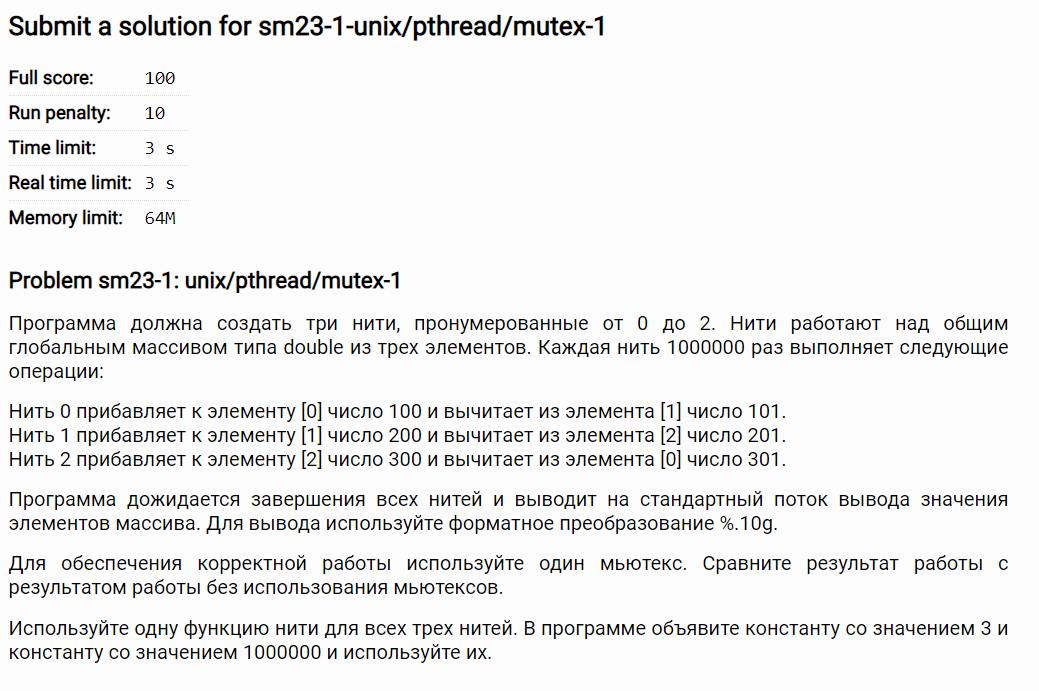 Submit a solution for sm23-1-unix/pthread/mutex-1
Full score: 100
Run penalty: 10
Time limit: 3 s
Real time limit: 3 s
Memory limit: 64M
Problem sm23-1: unix/pthread/mutex-1
Программа должна создать три нити, пронумерованные от 0 до 2. Нити работают над общим
глобальным массивом типа double из трех элементов. Каждая нить 1000000 раз выполняет следующие
операции:
Нить 0 прибавляет к элементу [0] число 100 и вычитает из элемента [1] число 101.
Нить 1 прибавляет к элементу [1] число 200 и вычитает из элемента [2] число 201.
Нить 2 прибавляет к элементу [2] число 300 и вычитает из элемента [0] число 301.
Программа дожидается завершения всех нитей и выводит на стандартный поток вывода значения
элементов массива. Для вывода используйте форматное преобразование %.10g.
Для обеспечения корректной работы используйте один мьютекс. Сравните результат работы с
результатом работы без использования мьютексов.
Используйте одну функцию нити для всех трех нитей. В программе объявите константу со значением 3 и
константу со значением 1000000 и используйте их.